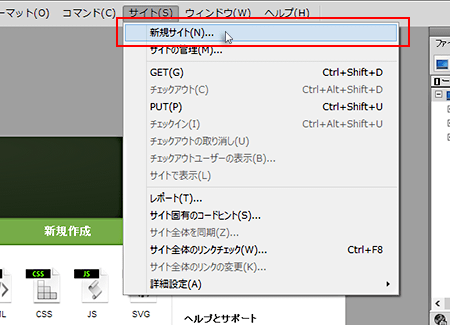 ーマット(O) コマンド(C) サイト(S) ウィンドウ(W) ヘルプ(H)
新規サイト(N)...
サイトの管理(M)...
ファイ
GET(G) Ctrl+Shift+D
チェックアウト(C) Ctrl+Alt+Shift+D
PUT(P) Ctrl+Shift+U
チェックイン(I) Ctrl+Alt+Shift+U
チェックアウトの取り消し(U)
チェックアウトユーザーの表示(B)...
サイトで表示(L)
レポート(T)...
サイト固有のコードヒント(S)...
サイト全体を同期(Z)...
サイト全体のリンクチェック(W)... Ctrl+F8
サイト全体のリンクの変更(K)...
詳細設定(A)
新規作成
CSS JS
ML CSS JS SVG
ヘルプとサポート